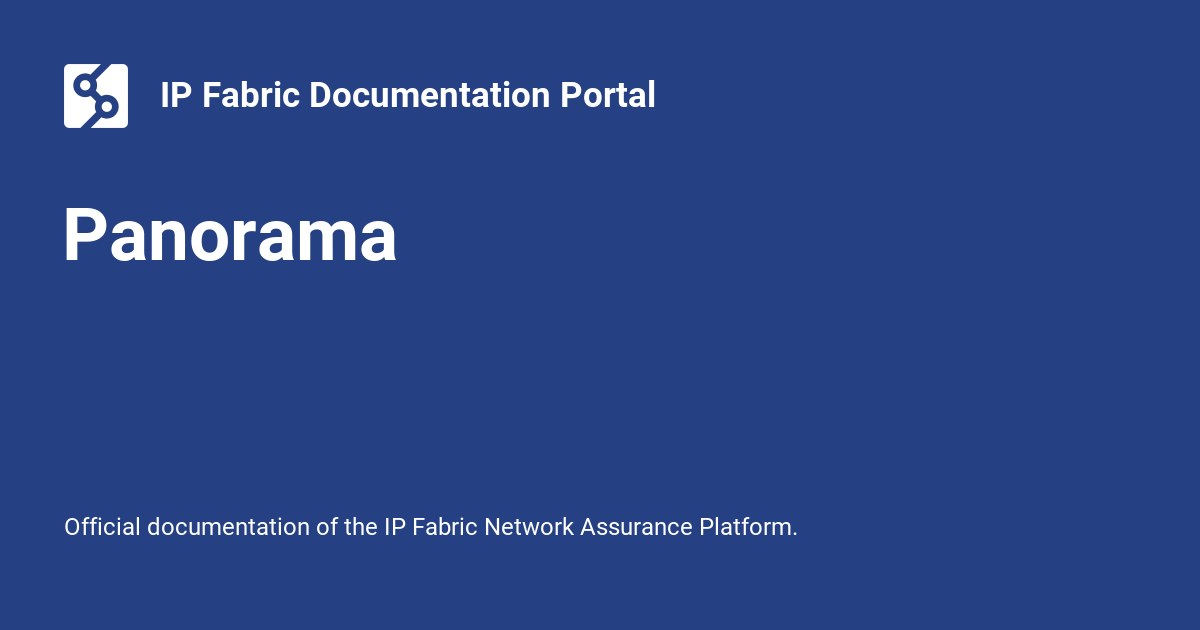 IP Fabric Documentation Portal
Panorama
Official documentation of the IP Fabric Network Assurance Platform.